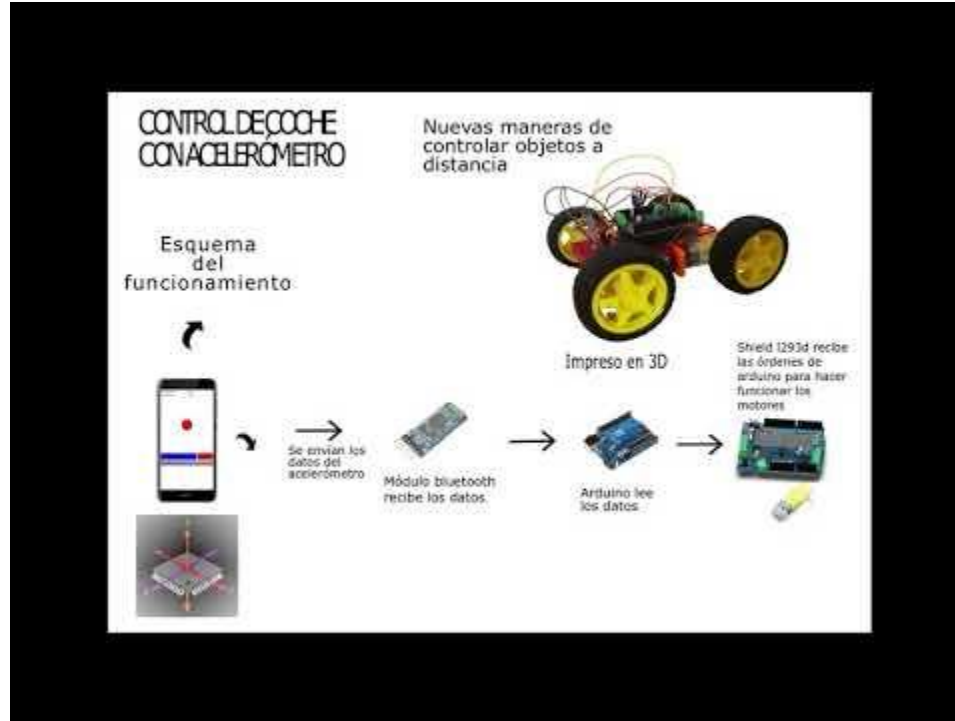 CONTROL DE COCHE
CON ACELERÓMETRO
Nuevas maneras de
controlar objetos a
distancia
Esquema
del
funcionamiento
Impreso en 3D
Shield l293d recibe
las órdenes de
arduino para hacer
funcionar los
motores
Se envian los
datos del
acelerómetro
Módulo bluetooth
recibe los datos
Arduino lee
los datos